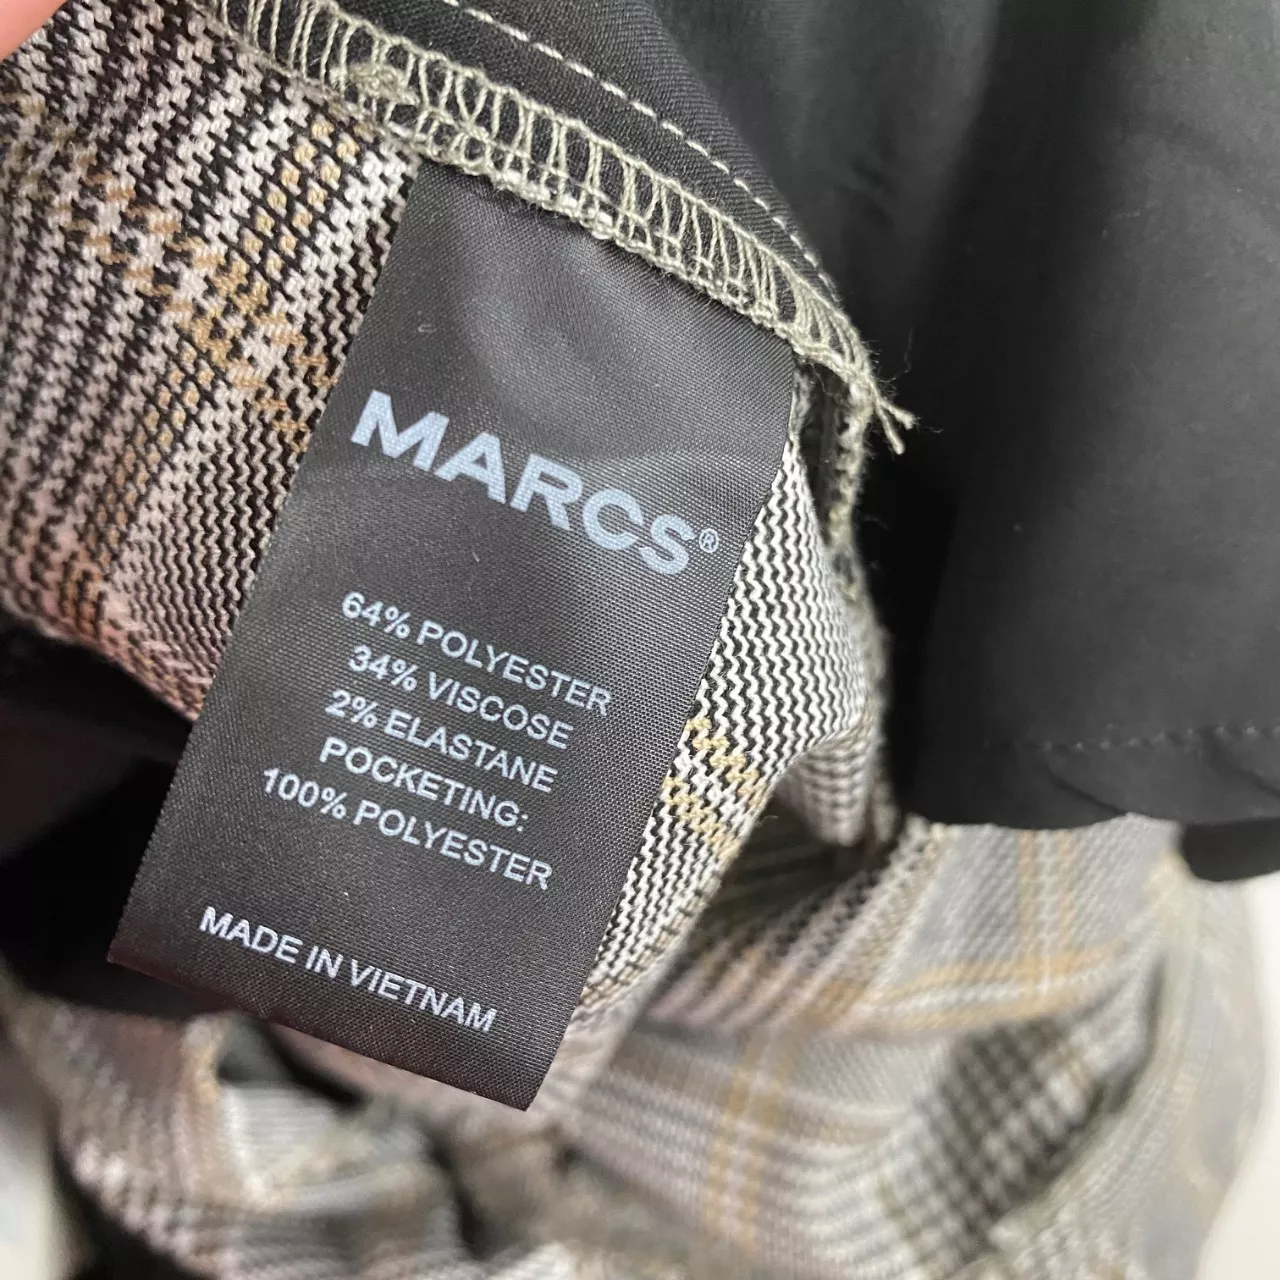 MARCS®
64% POLYESTER
34% VISCOSE
2% ELASTANE
POCKETING:
100% POLYESTER
MADE IN VIETNAM